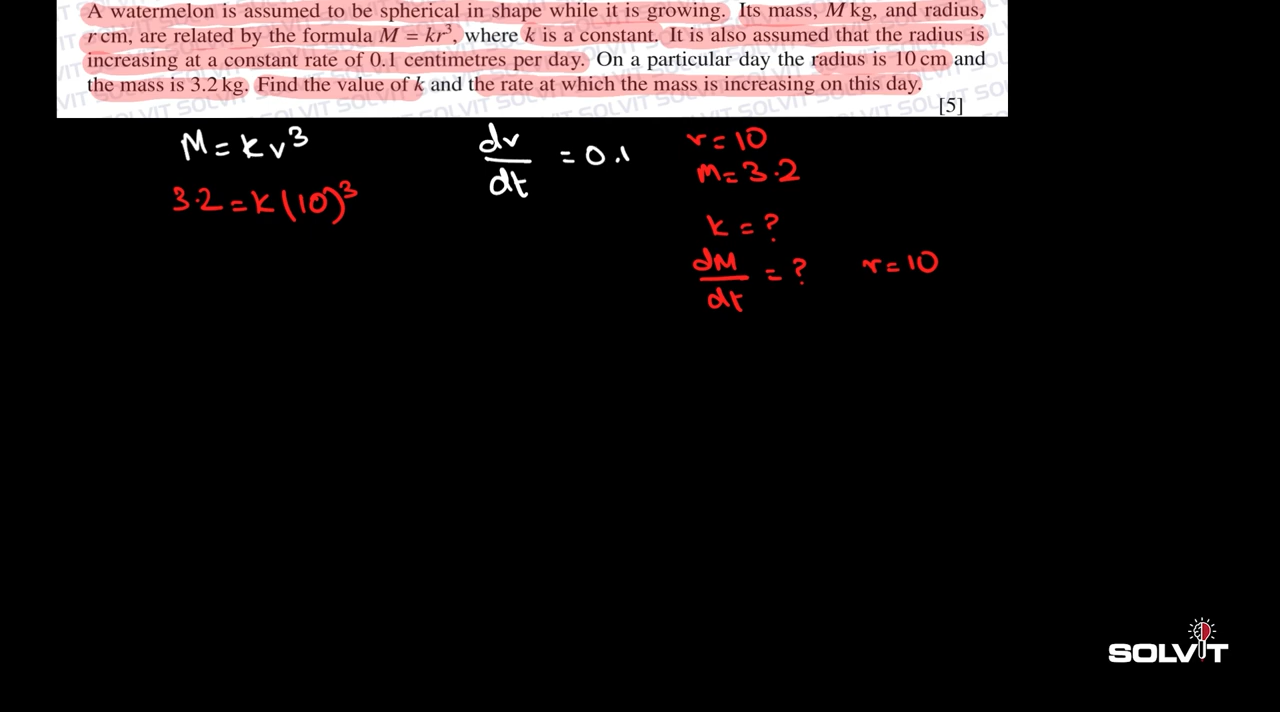 A watermelon is assumed to be spherical in shape while it is growing. Its mass, M kg, and radius,
r cm, are related by the formula M = kr³, where k is a constant. It is also assumed that the radius is
increasing at a constant rate of 0.1 centimetres per day. On a particular day the radius is 10 cm and
the mass is 3.2 kg. Find the value of k and the rate at which the mass is increasing on this day.
[5]
M = kr³
dr/dt = 0.1
r = 10
M = 3.2
3.2 = k(10)³
k = ?
dM/dt = ? r = 10
SOLVIT